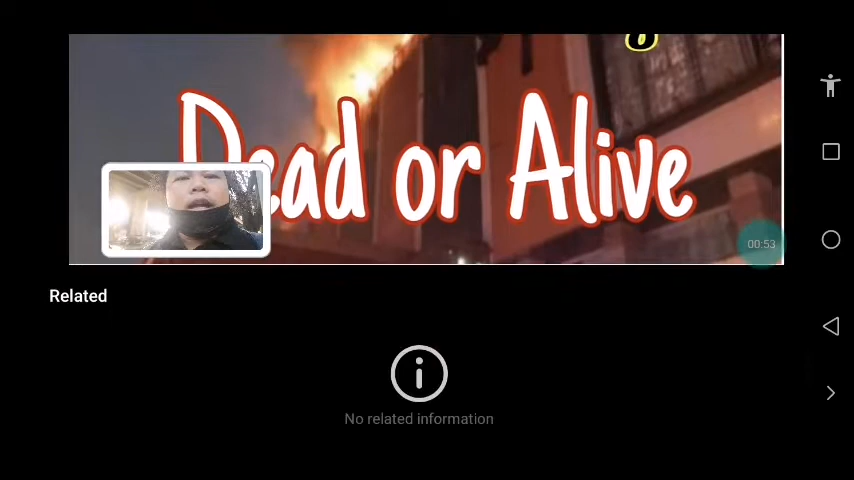 Dead or Alive
00:53
Related
No related information